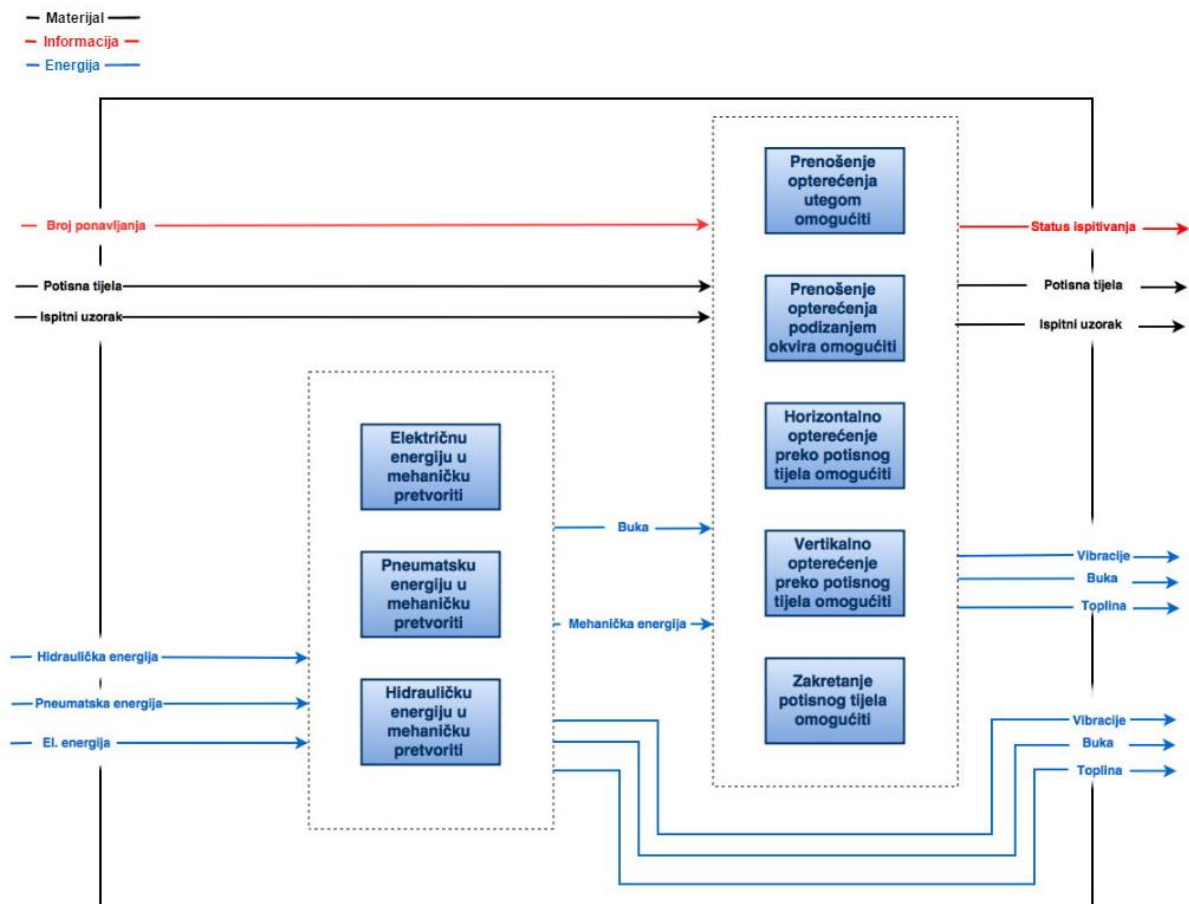 Materijal
Informacija
Energija
Prenošenje
opterećenja
utegom
omogućiti
Broj ponavljanja
Status ispitivanja
Potisna tijela
Potisna tijela
Ispitni uzorak
Ispitni uzorak
Prenošenje
opterećenja
podizanjem
okvira omogućiti
Električnu
energiju u
mehaničku
pretvoriti
Horizontalno
opterećenje
preko potisnog
tijela omogućiti
Buka
Pneumatsku
energiju u
mehaničku
pretvoriti
Mehanička energija
Vertikalno
opterećenje
preko potisnog
tijela omogućiti
Vibracije
Buka
Toplina
Hidraulička energija
Pneumatska energija
El. energija
Hidrauličku
energiju u
mehaničku
pretvoriti
Zakretanje
potisnog tijela
omogućiti
Vibracije
Buka
Toplina